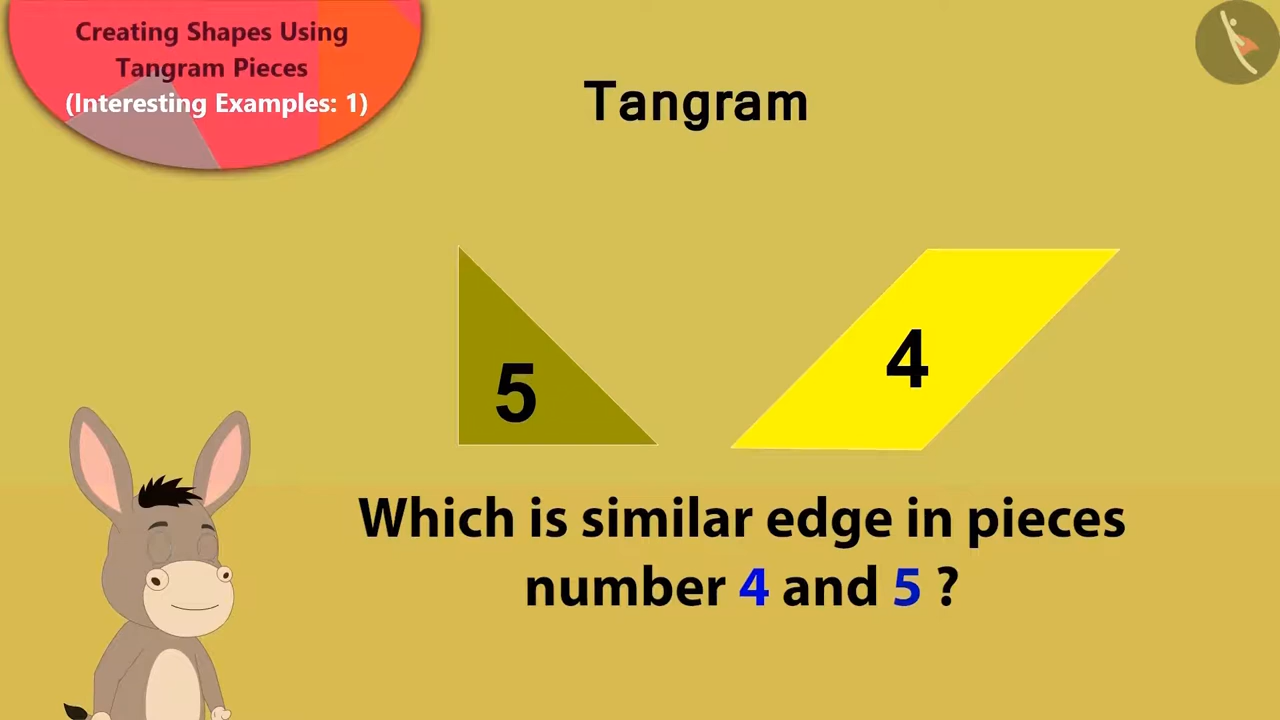 Creating Shapes Using
Tangram Pieces
(Interesting Examples: 1)
Tangram
5
4
Which is similar edge in pieces
number 4 and 5 ?